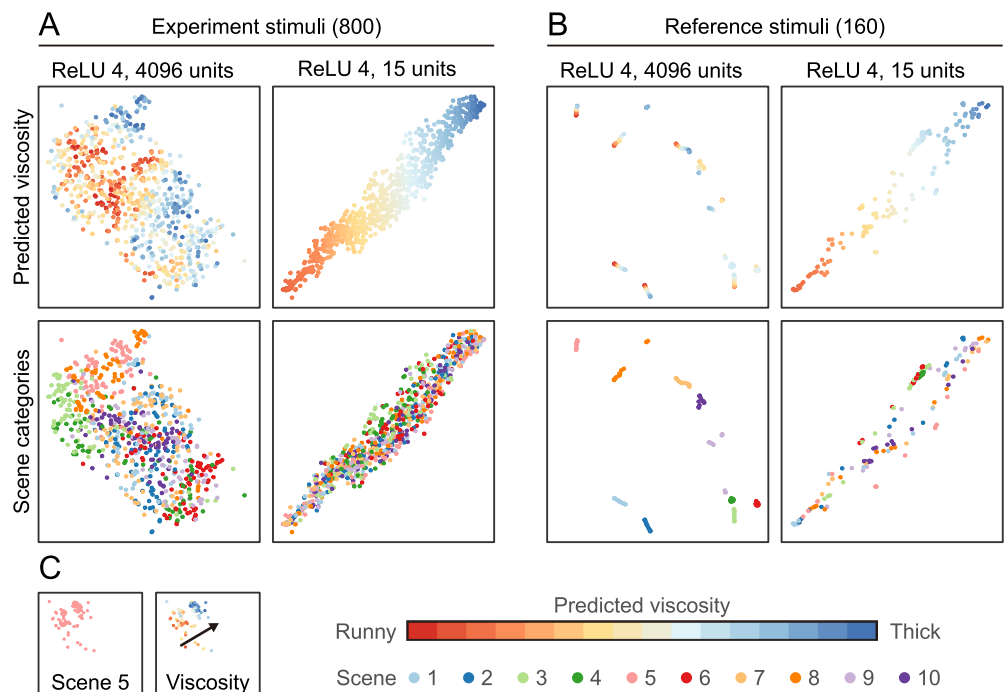 A
Experiment stimuli (800)
ReLU 4, 4096 units
ReLU 4, 15 units
B
Reference stimuli (160)
ReLU 4, 4096 units
ReLU 4, 15 units
Predicted viscosity
Scene categories
C
Scene 5
Viscosity
Predicted viscosity
Runny
Thick
Scene 1 2 3 4 5 6 7 8 9 10